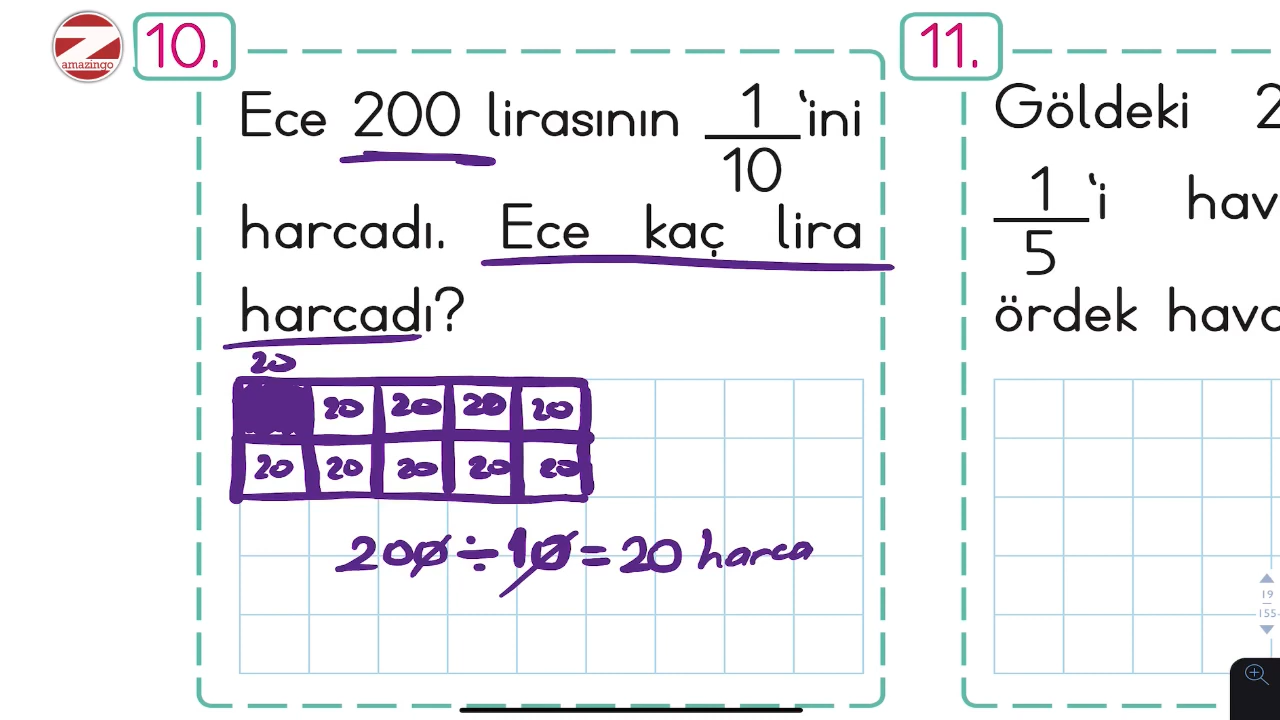 amazingo
10.
Ece 200 lirasının 1/10 'ini
harcadı. Ece kaç lira
harcadı?
20
20 20 20 20
20 20 20 20 20
200 ÷ 10 = 20 harca
11.
Göldeki 2
1/5 'i hav
ördek hava
19
155